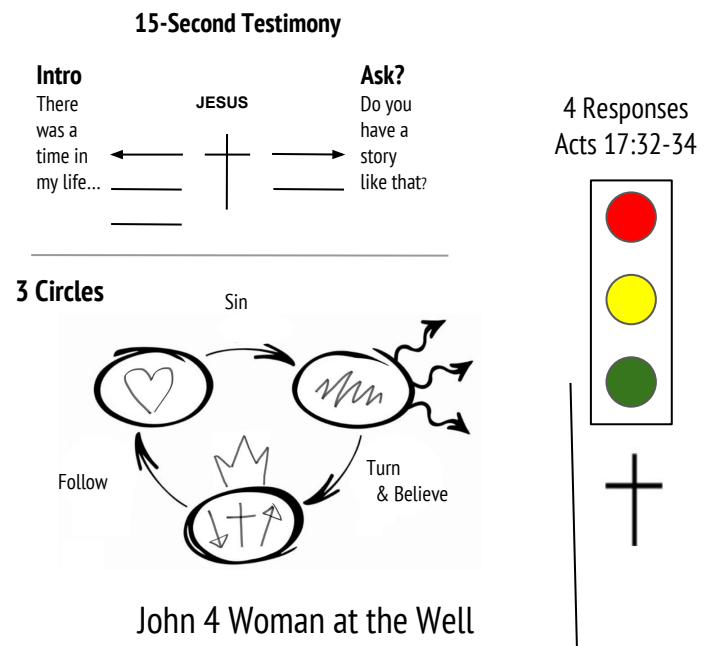 15-Second Testimony
Intro
There
was a
time in
my life...
JESUS
Ask?
Do you
have a
story
like that?
4 Responses
Acts 17:32-34
3 Circles
Sin
Turn
& Believe
Follow
John 4 Woman at the Well